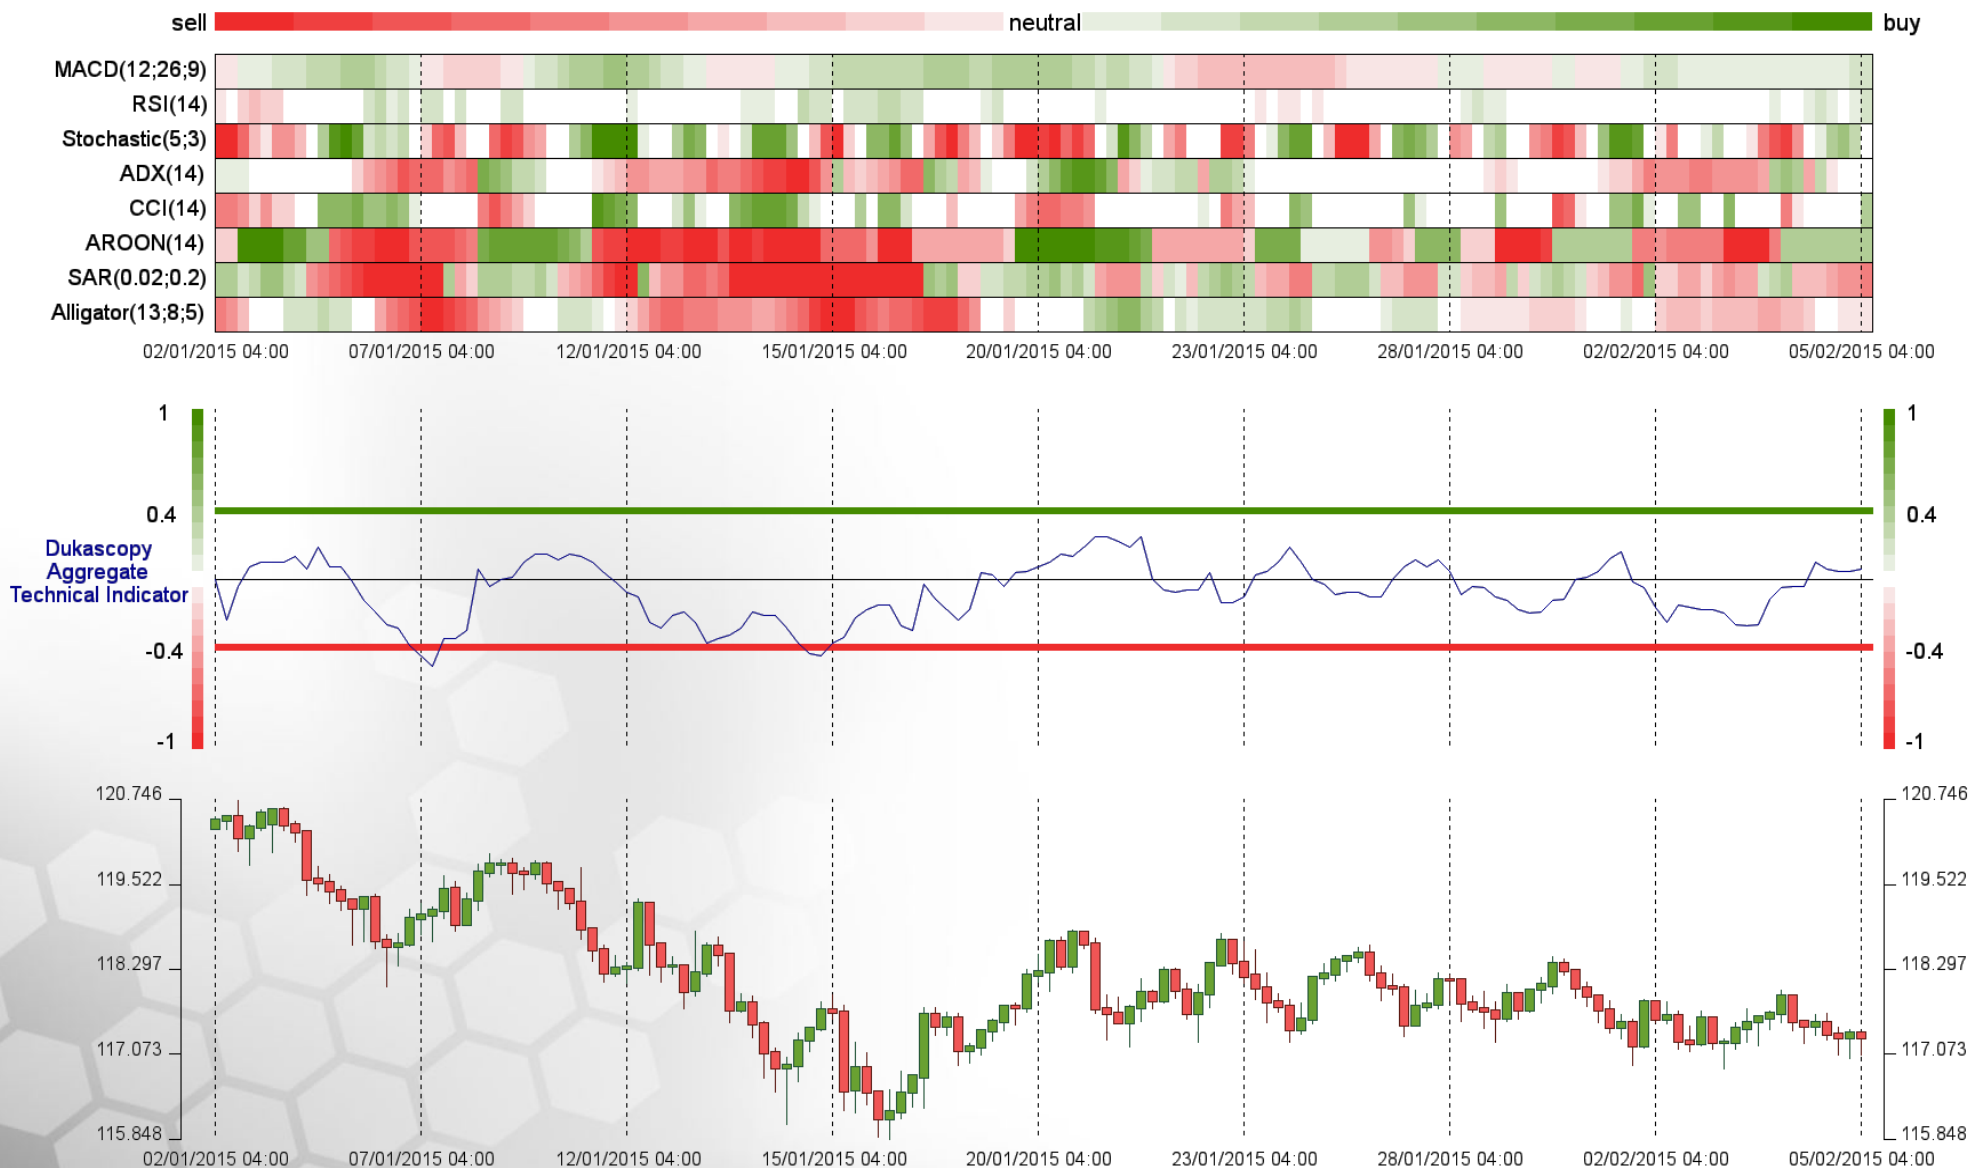 sell neutral buy
MACD(12;26;9)
RSI(14)
Stochastic(5;3)
ADX(14)
CCI(14)
AROON(14)
SAR(0.02;0.2)
Alligator(13;8;5)
02/01/2015 04:00 07/01/2015 04:00 12/01/2015 04:00 15/01/2015 04:00 20/01/2015 04:00 23/01/2015 04:00 28/01/2015 04:00 02/02/2015 04:00 05/02/2015 04:00
1 1
0.4 0.4
Dukascopy
Aggregate
Technical Indicator
-0.4 -0.4
-1 -1
120.746 120.746
119.522 119.522
118.297 118.297
117.073 117.073
115.848 115.848
02/01/2015 04:00 07/01/2015 04:00 12/01/2015 04:00 15/01/2015 04:00 20/01/2015 04:00 23/01/2015 04:00 28/01/2015 04:00 02/02/2015 04:00 05/02/2015 04:00